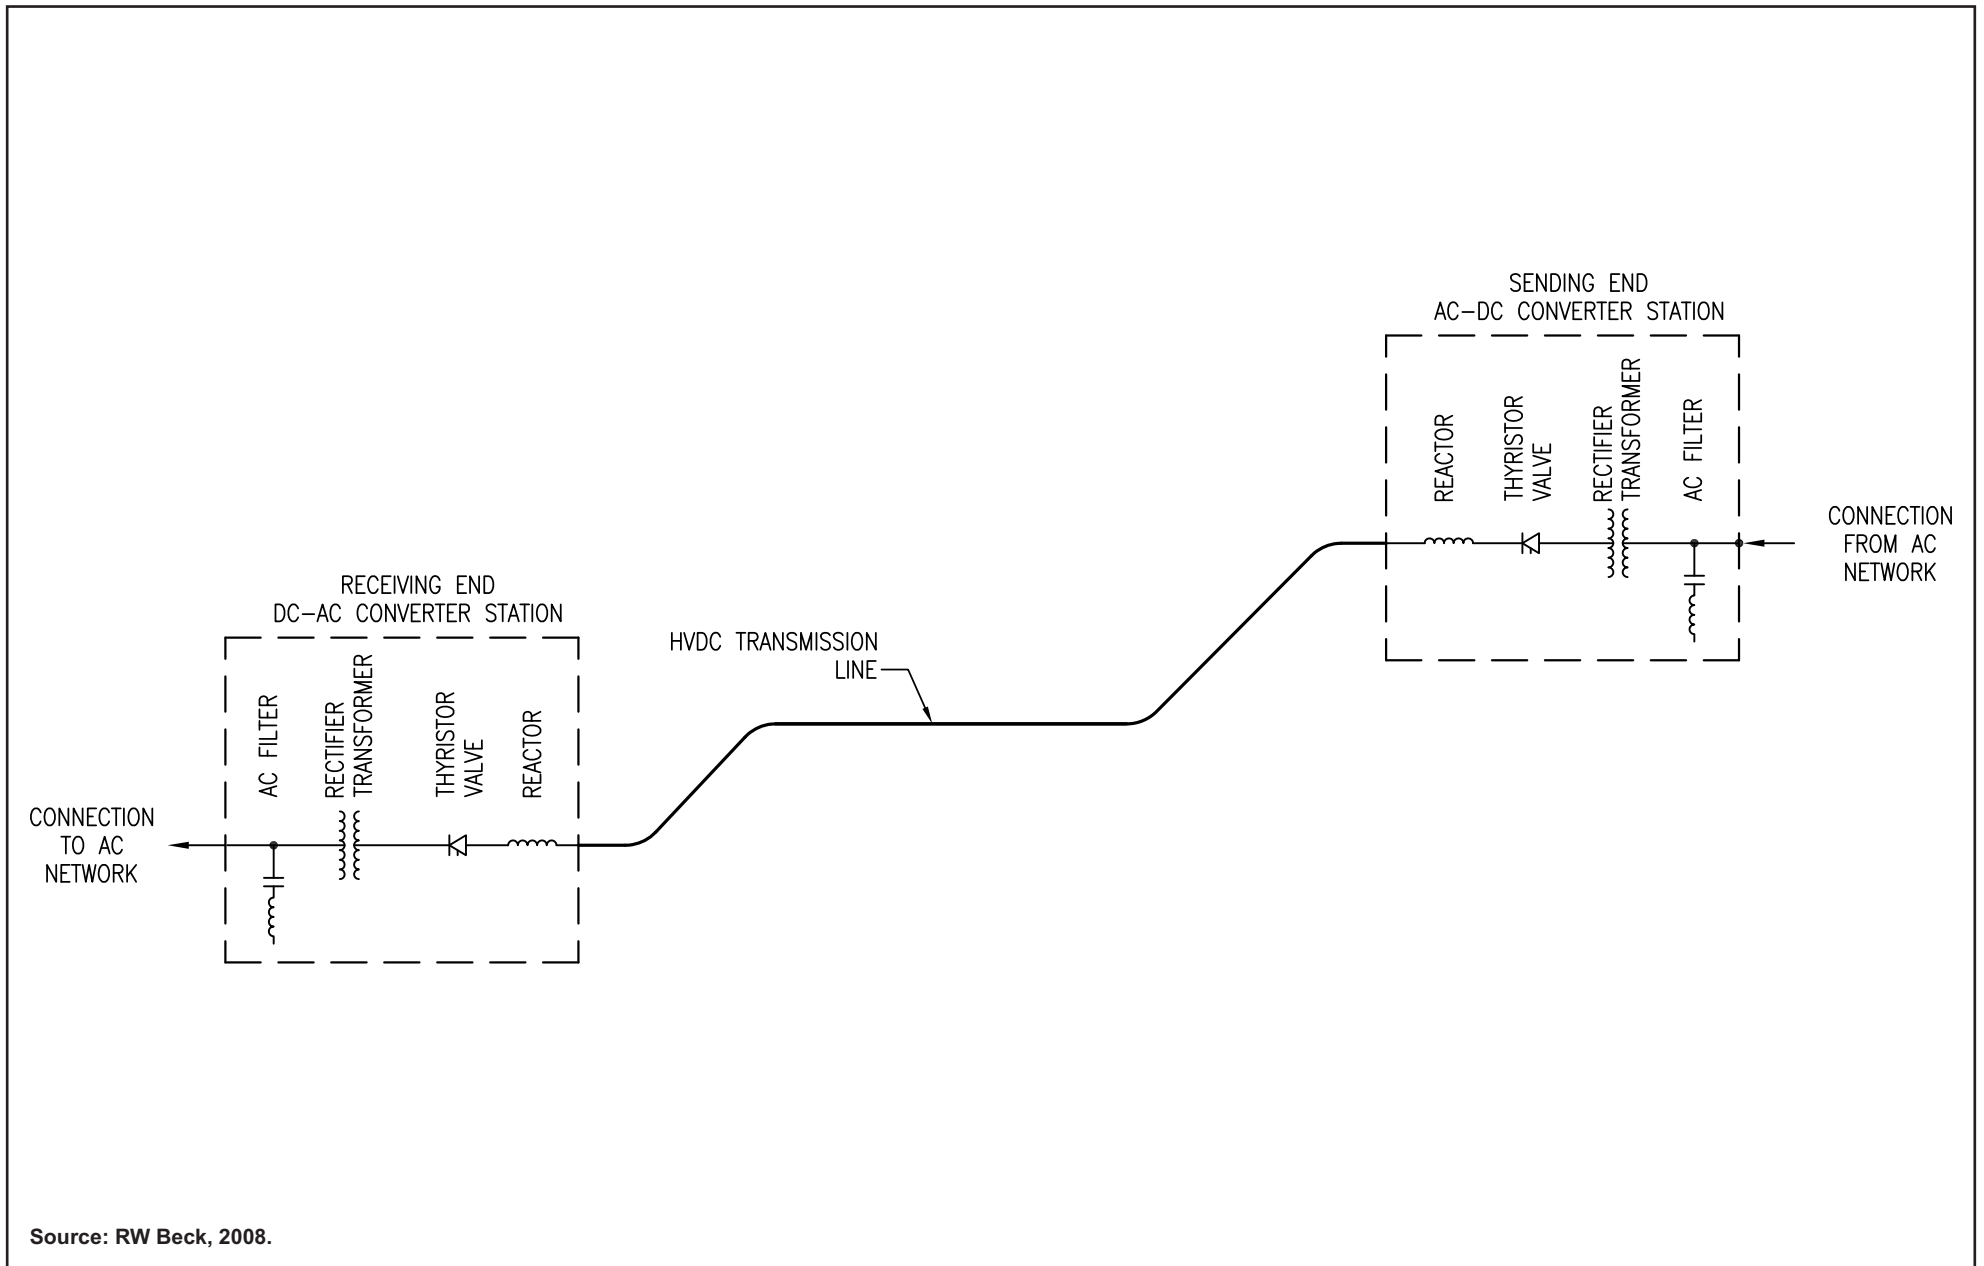 SENDING END
AC-DC CONVERTER STATION
REACTOR
THYRISTOR
VALVE
RECTIFIER
TRANSFORMER
AC FILTER
CONNECTION
FROM AC
NETWORK
RECEIVING END
DC-AC CONVERTER STATION
HVDC TRANSMISSION
LINE
AC FILTER
RECTIFIER
TRANSFORMER
THYRISTOR
VALVE
REACTOR
CONNECTION
TO AC
NETWORK
Source: RW Beck, 2008.